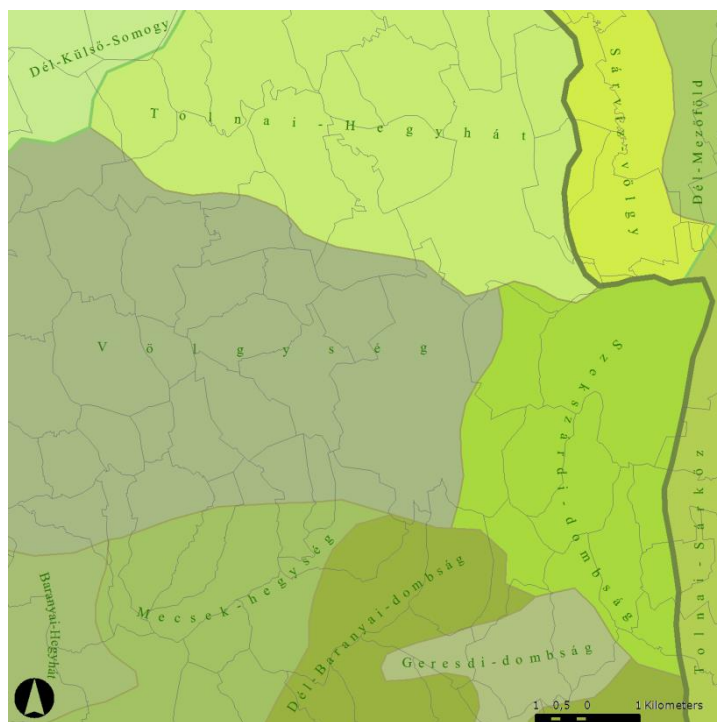 Dél-Külső-Somogy
Tolnai-Hegyhát
Sárvíz-völgy
Dél-Mezőföld
Völgység
Szekszárdi-dombság
Tolnai-Sárköz
Mecsek-hegység
Baranyai-Hegyhát
Dél-Baranyai-dombság
Geresdi-dombság
1 0,5 0 1 Kilometers